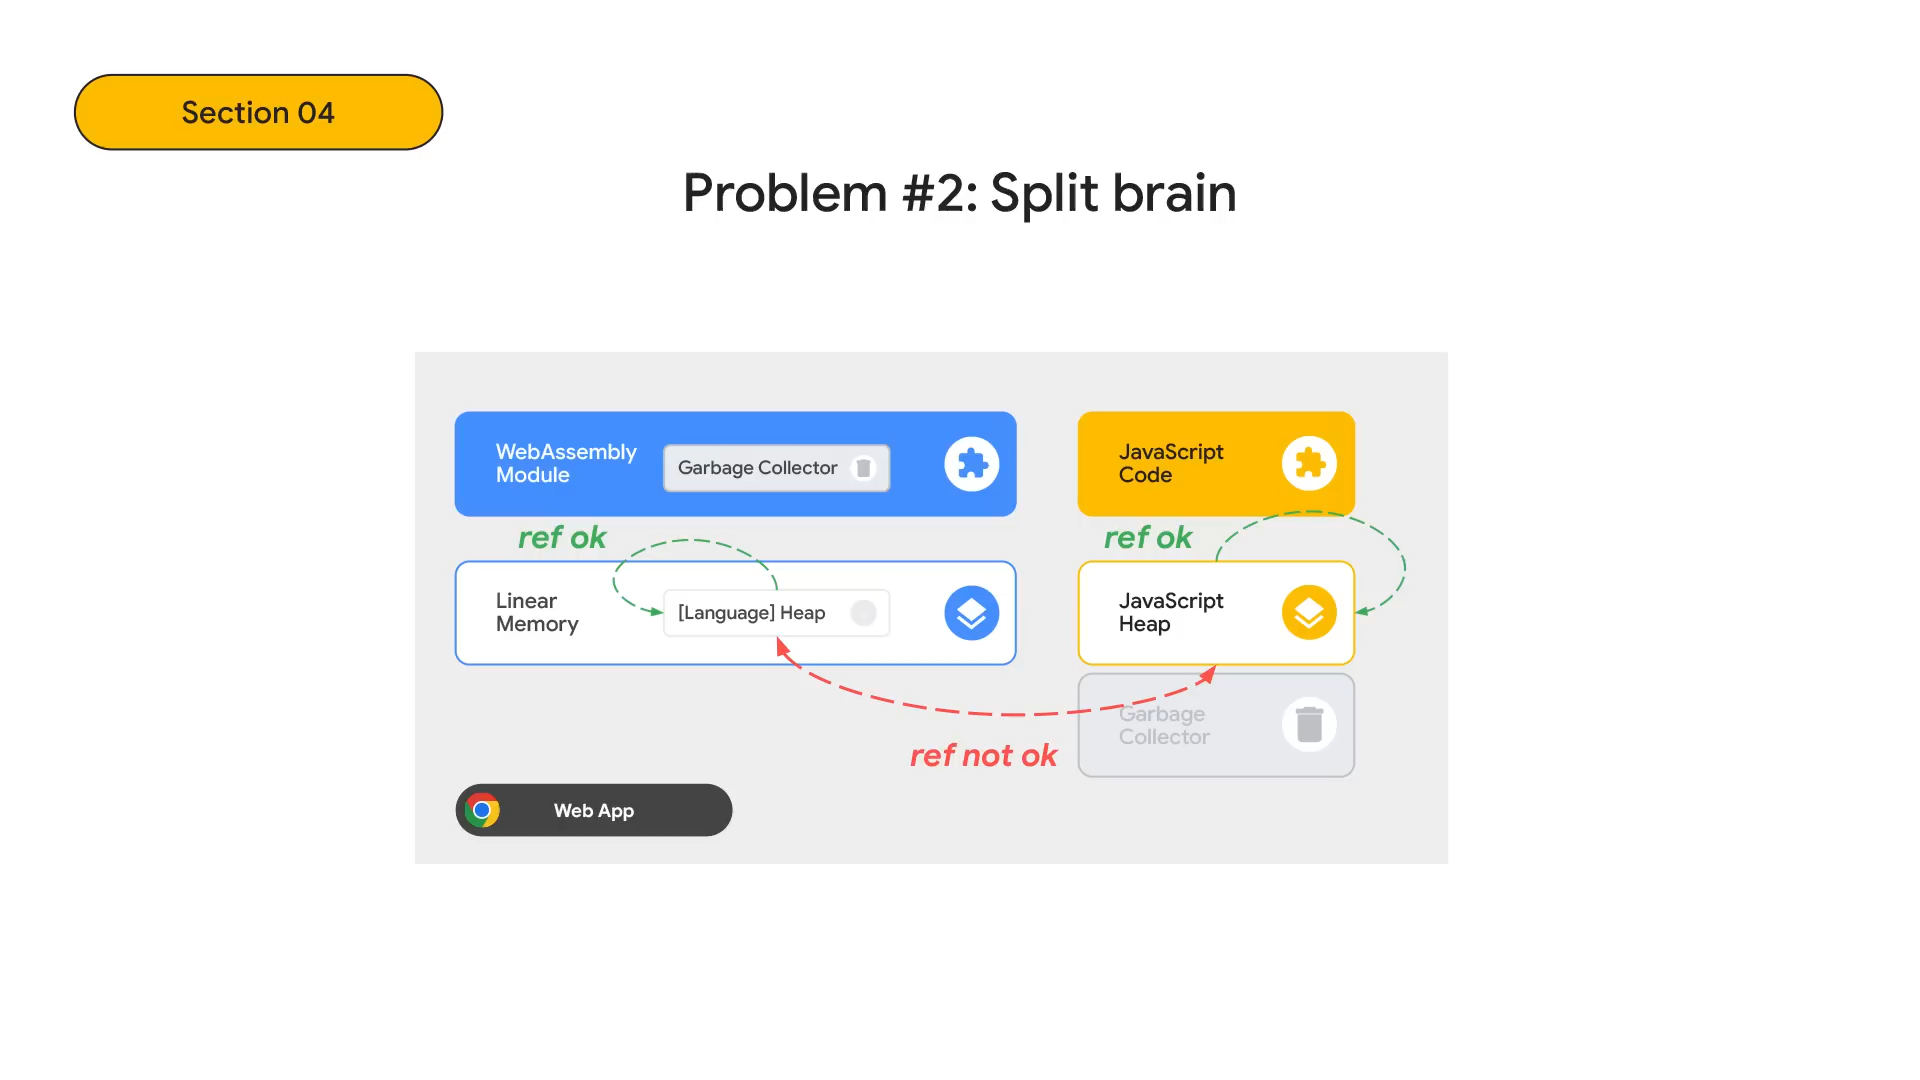 Section 04
Problem #2: Split brain
WebAssembly
Module
Garbage Collector
JavaScript
Code
ref ok
ref ok
Linear
Memory
[Language] Heap
JavaScript
Heap
Garbage
Collector
ref not ok
Web App